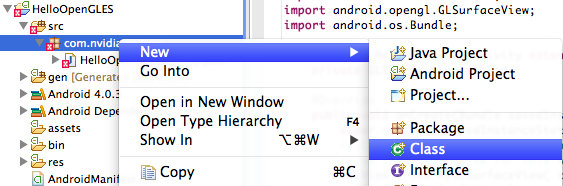 HelloOpenGLES
src
com.nvidia
HelloOp
gen [Generate
Android 4.0.3
Android Depe
assets
bin
res
AndroidManif
import android.opengl.GLSurfaceView;
import android.os.Bundle;
New
Go Into
Open in New Window
Open Type Hierarchy F4
Show In ⌥⌘W
Copy ⌘C
Java Project
Android Project
Project...
Package
Class
Interface